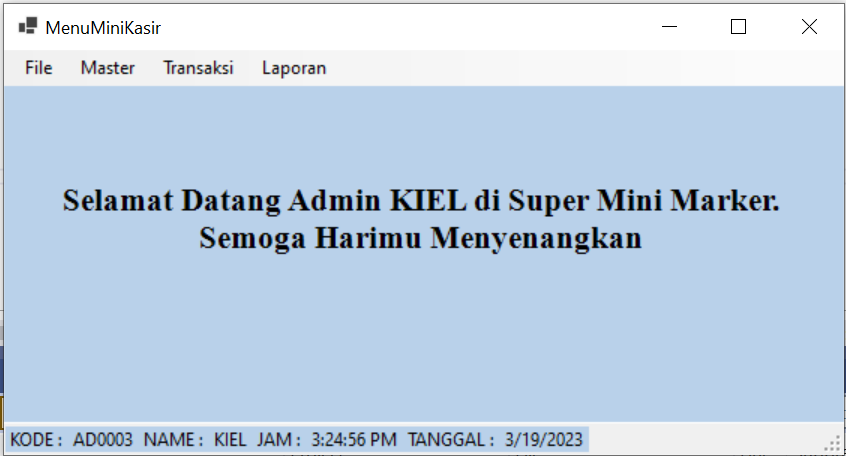 MenuMiniKasir
File Master Transaksi Laporan
Selamat Datang Admin KIEL di Super Mini Marker.
Semoga Harimu Menyenangkan
KODE : AD0003 NAME : KIEL JAM : 3:24:56 PM TANGGAL : 3/19/2023